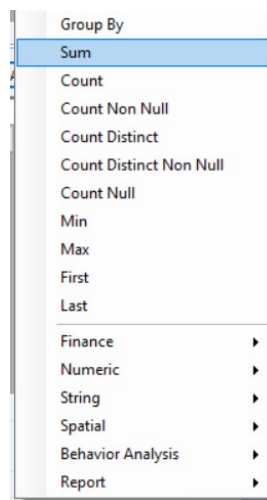 Group By
Sum
Count
Count Non Null
Count Distinct
Count Distinct Non Null
Count Null
Min
Max
First
Last
Finance
Numeric
String
Spatial
Behavior Analysis
Report